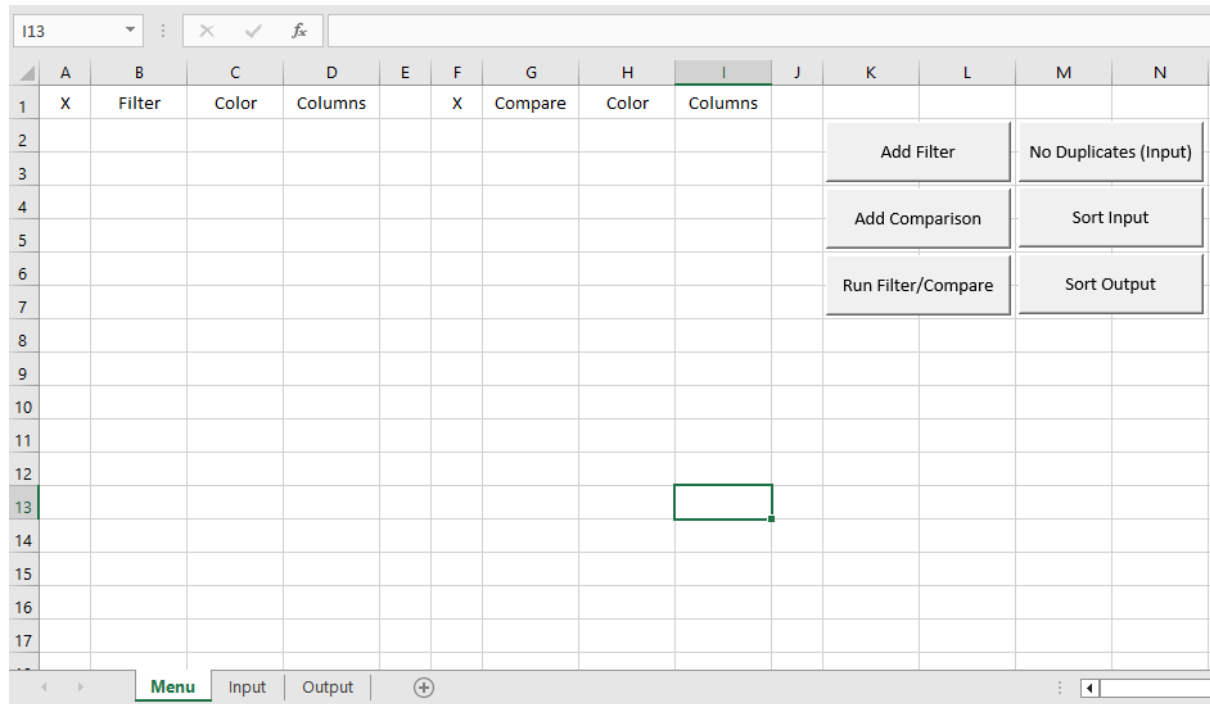 I13 fx
A B C D E F G H I J K L M N
1 X Filter Color Columns X Compare Color Columns
2
Add Filter No Duplicates (Input)
3
4
Add Comparison Sort Input
5
6
Run Filter/Compare Sort Output
7
8
9
10
11
12
13
14
15
16
17
Menu Input Output